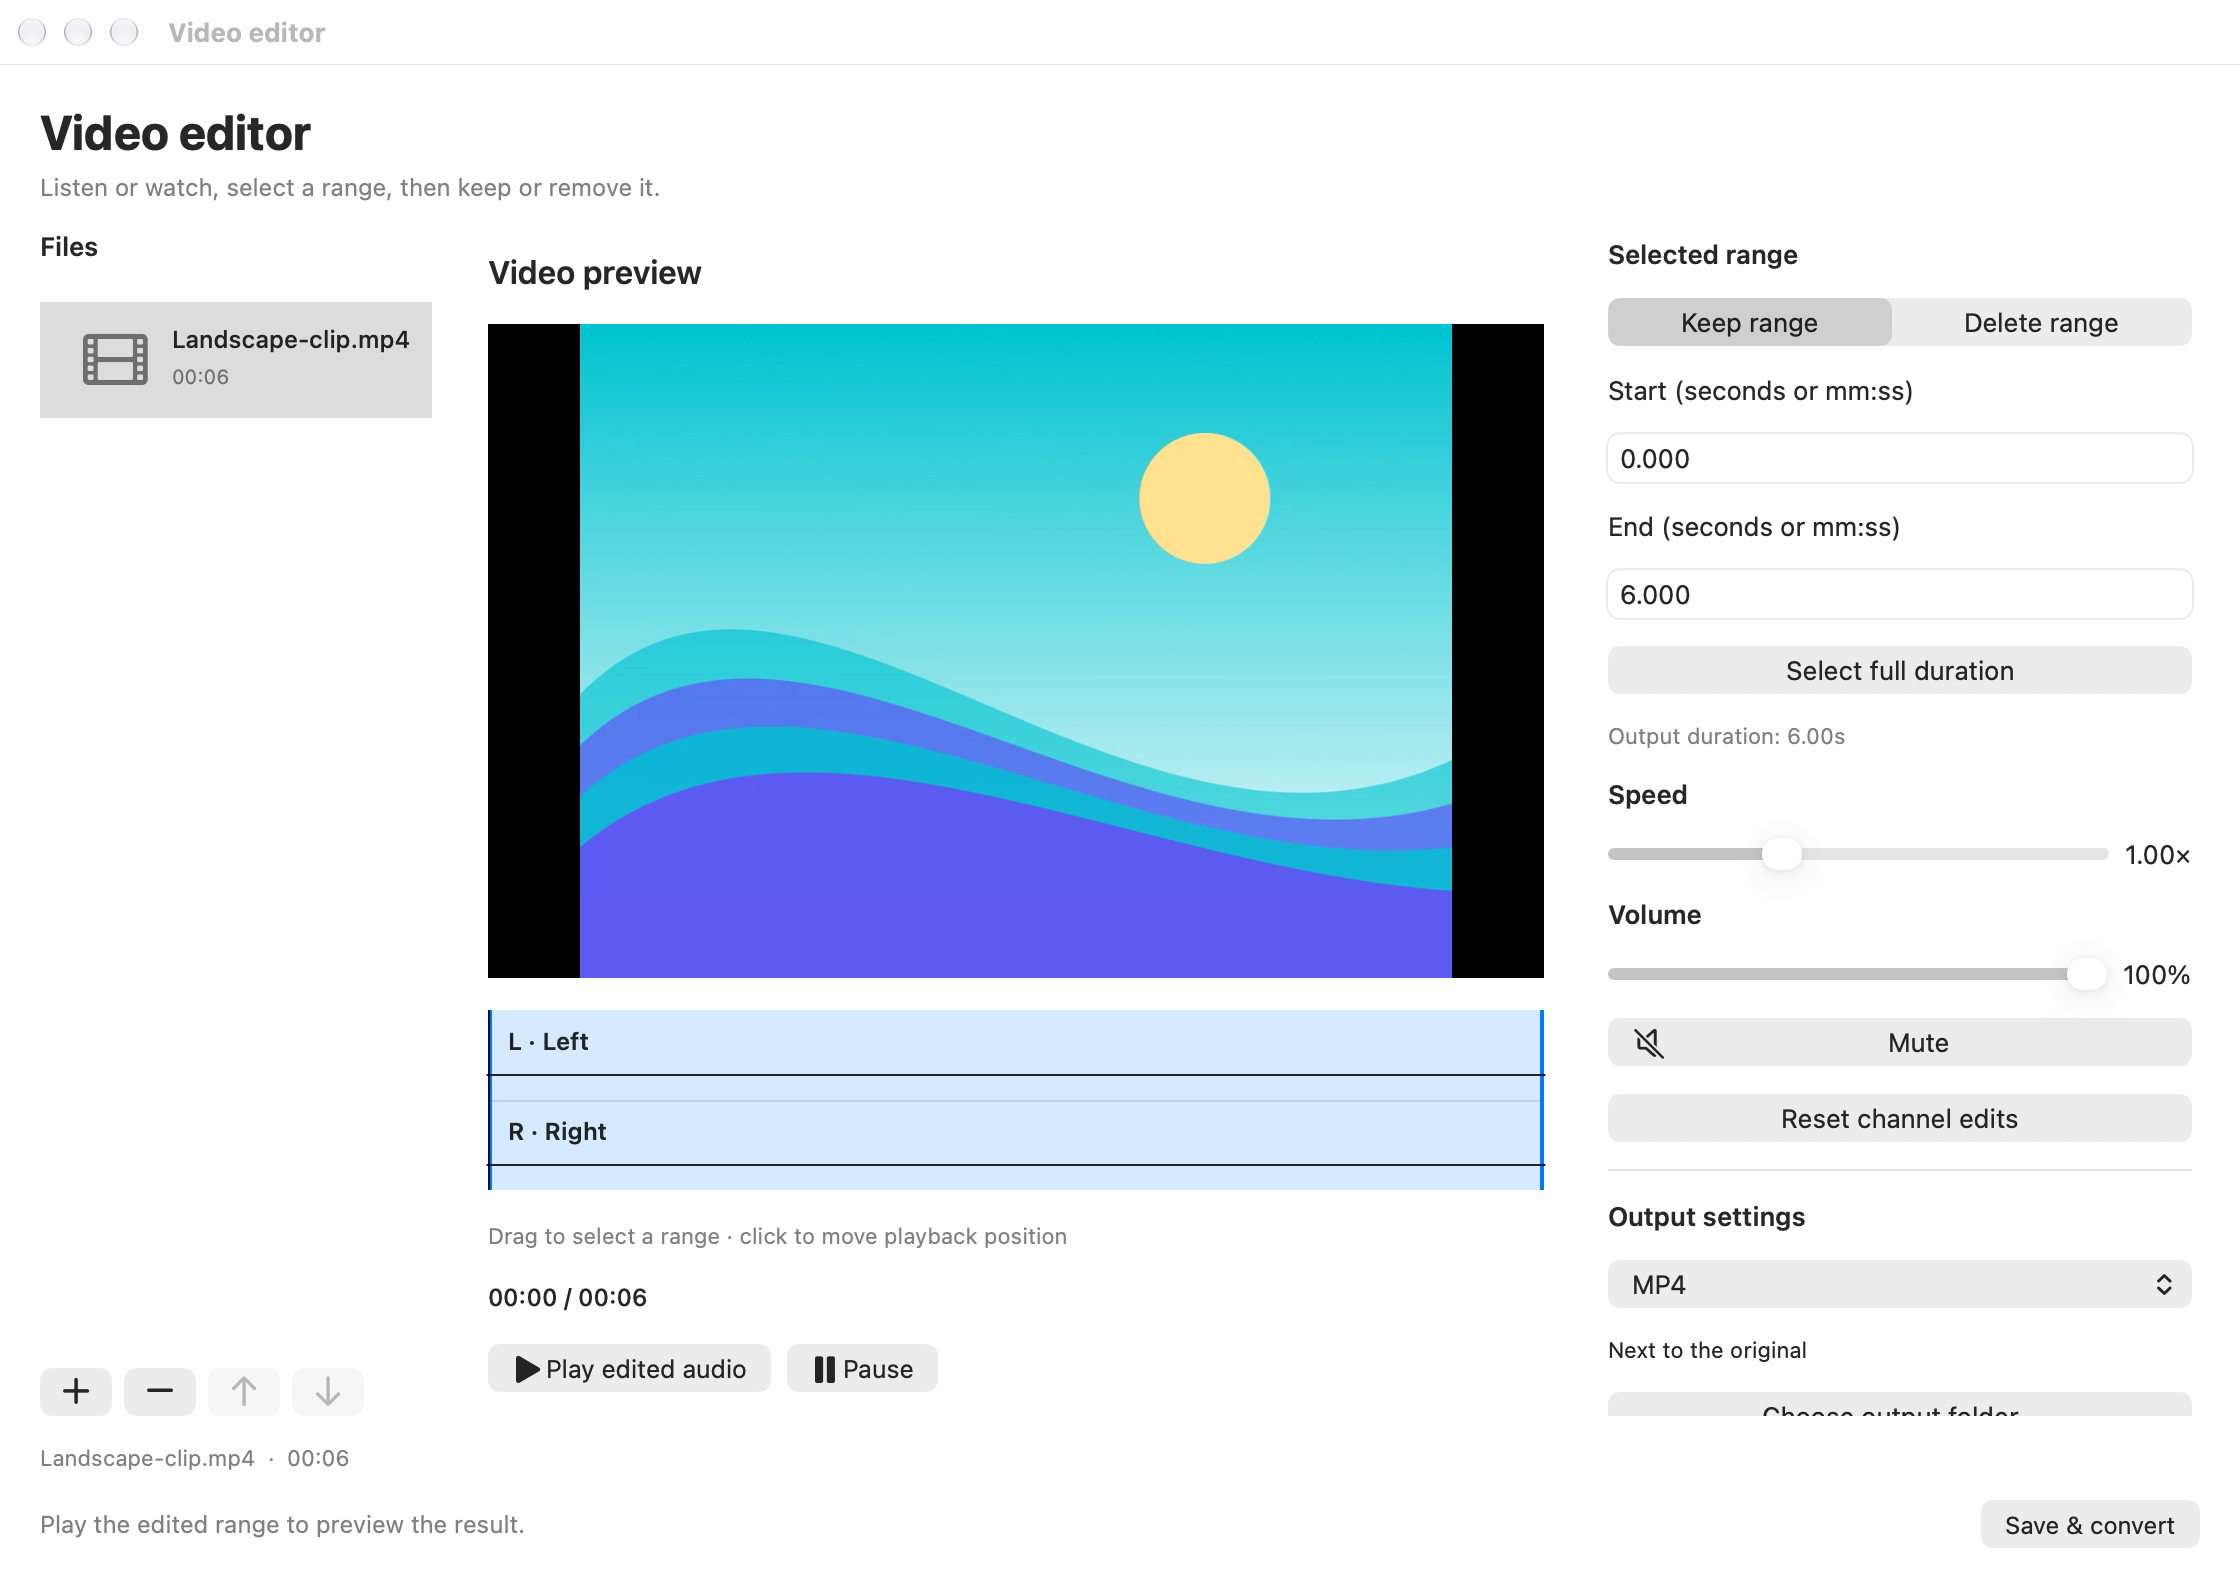 Video editor
Video editor
Listen or watch, select a range, then keep or remove it.
Files
Landscape-clip.mp4
00:06
Video preview
L · Left
R · Right
Drag to select a range · click to move playback position
00:00 / 00:06
Play edited audio
Pause
Selected range
Keep range
Delete range
Start (seconds or mm:ss)
0.000
End (seconds or mm:ss)
6.000
Select full duration
Output duration: 6.00s
Speed
1.00×
Volume
100%
Mute
Reset channel edits
Output settings
MP4
Next to the original
Choose output folder
Landscape-clip.mp4 · 00:06
Play the edited range to preview the result.
Save & convert